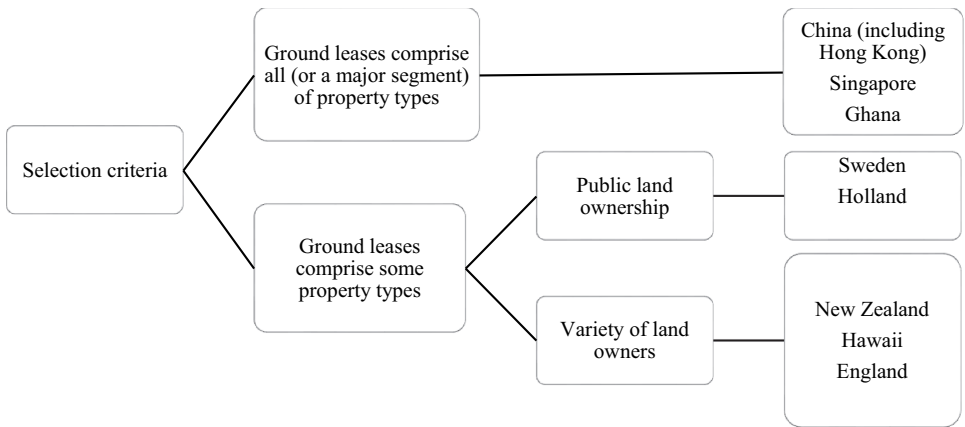 Selection criteria
Ground leases comprise
all (or a major segment)
of property types
China (including
Hong Kong)
Singapore
Ghana
Ground leases
comprise some
property types
Public land
ownership
Sweden
Holland
Variety of land
owners
New Zealand
Hawaii
England